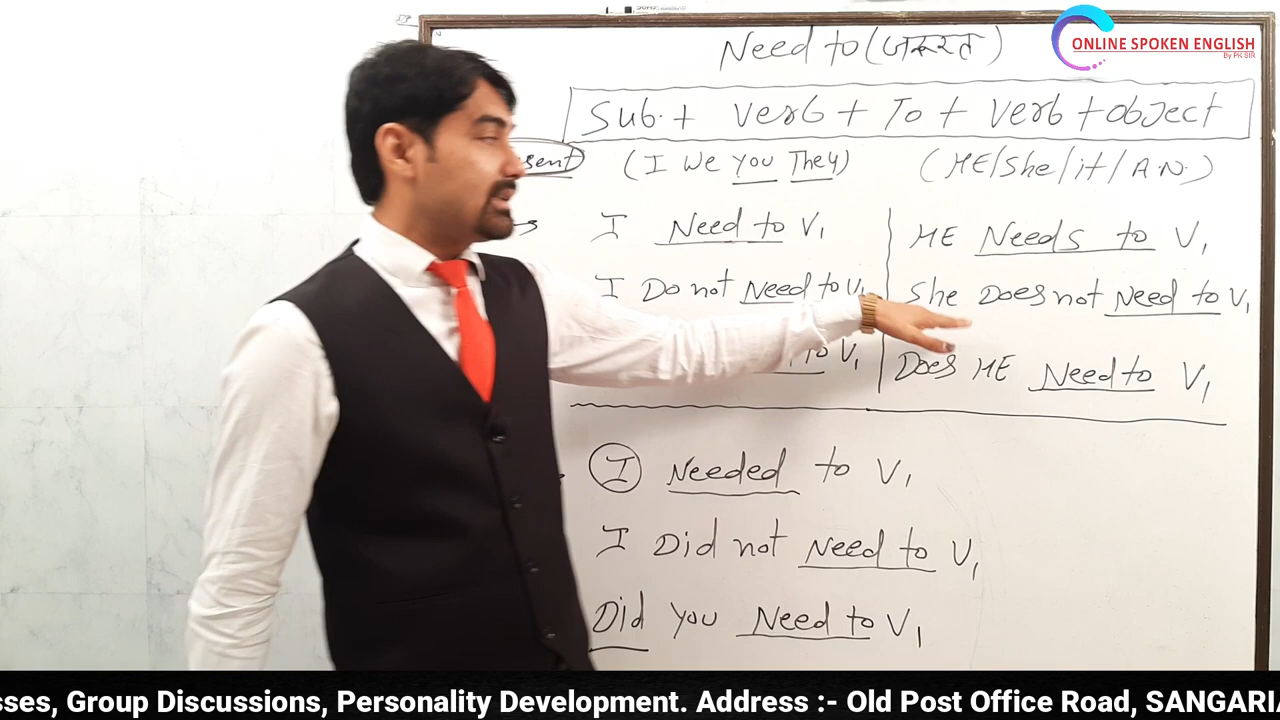 Need to (जरूरत)
ONLINE SPOKEN ENGLISH
By PK SIR
Sub. + Verb + To + Verb + object
(I We You They) (HE/She/it/A.N.)
I Need to V1
HE Needs to V1
I Do not Need to V1
She Does not Need to V1
to V1
Does HE Need to V1
I Needed to V1
I Did not Need to V1
Did you Need to V1
Group Discussions, Personality Development. Address :- Old Post Office Road,